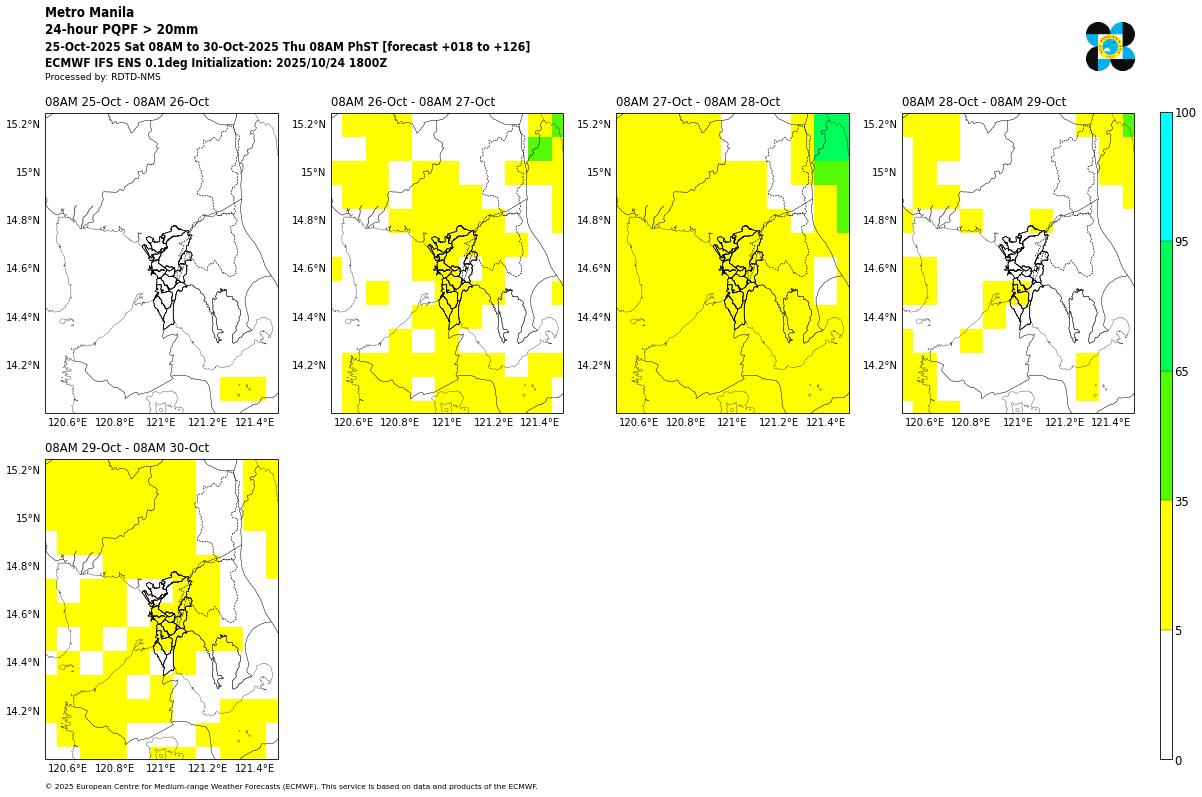 Metro Manila
24-hour PQPF > 20mm
25-Oct-2025 Sat 08AM to 30-Oct-2025 Thu 08AM PhST [forecast +018 to +126]
ECMWF IFS ENS 0.1deg Initialization: 2025/10/24 1800Z
Processed by: RDTD-NMS
08AM 25-Oct - 08AM 26-Oct
08AM 26-Oct - 08AM 27-Oct
08AM 27-Oct - 08AM 28-Oct
08AM 28-Oct - 08AM 29-Oct
15.2°N 15.2°N 15.2°N 15.2°N
15°N 15°N 15°N 15°N
14.8°N 14.8°N 14.8°N 14.8°N
14.6°N 14.6°N 14.6°N 14.6°N
14.4°N 14.4°N 14.4°N 14.4°N
14.2°N 14.2°N 14.2°N 14.2°N
120.6°E 120.8°E 121°E 121.2°E 121.4°E
120.6°E 120.8°E 121°E 121.2°E 121.4°E
120.6°E 120.8°E 121°E 121.2°E 121.4°E
120.6°E 120.8°E 121°E 121.2°E 121.4°E
100
95
65
35
5
0
08AM 29-Oct - 08AM 30-Oct
15.2°N
15°N
14.8°N
14.6°N
14.4°N
14.2°N
120.6°E 120.8°E 121°E 121.2°E 121.4°E
© 2025 European Centre for Medium-range Weather Forecasts (ECMWF). This service is based on data and products of the ECMWF.